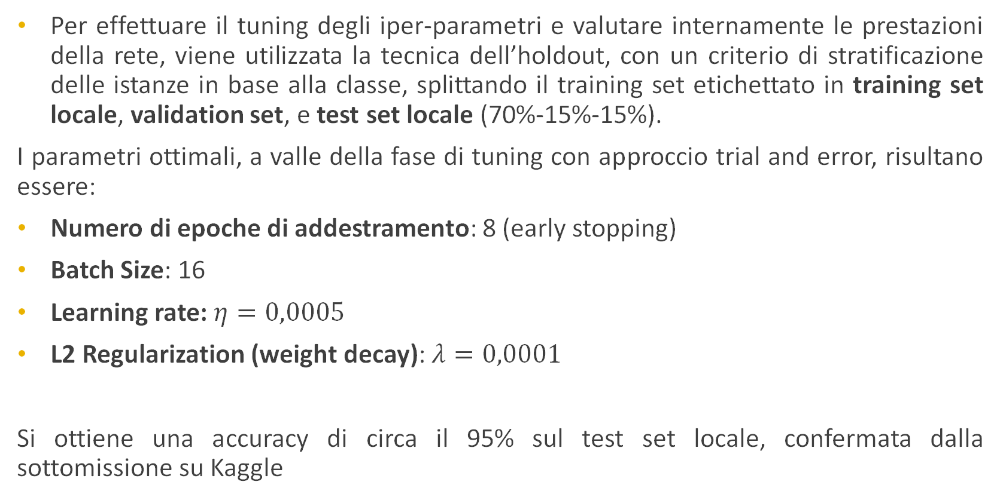 • Per effettuare il tuning degli iper-parametri e valutare internamente le prestazioni
della rete, viene utilizzata la tecnica dell’holdout, con un criterio di stratificazione
delle istanze in base alla classe, splittando il training set etichettato in training set
locale, validation set, e test set locale (70%-15%-15%).
I parametri ottimali, a valle della fase di tuning con approccio trial and error, risultano
essere:
• Numero di epoche di addestramento: 8 (early stopping)
• Batch Size: 16
• Learning rate: η = 0,0005
• L2 Regularization (weight decay): λ = 0,0001
Si ottiene una accuracy di circa il 95% sul test set locale, confermata dalla
sottomissione su Kaggle